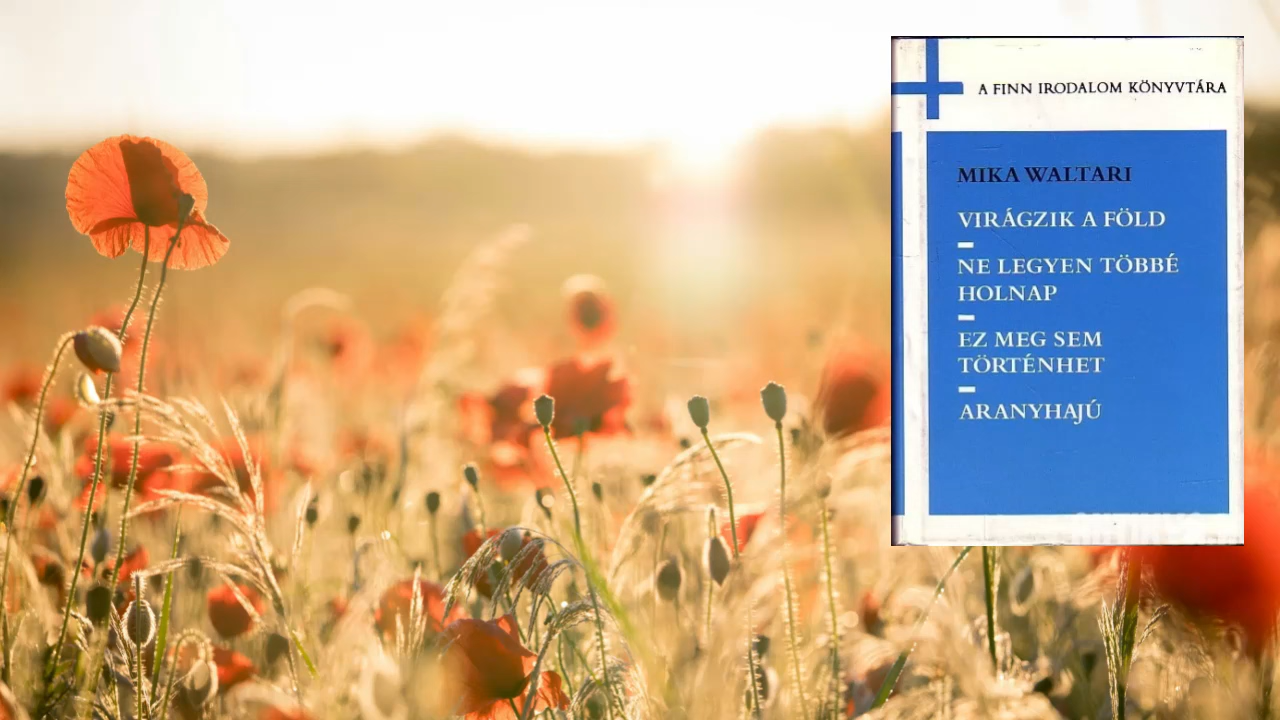 A FINN IRODALOM KÖNYVTÁRA
MIKA WALTARI
VIRÁGZIK A FÖLD
NE LEGYEN TÖBBÉ
HOLNAP
EZ MEG SEM
TÖRTÉNHET
ARANYHAJÚ